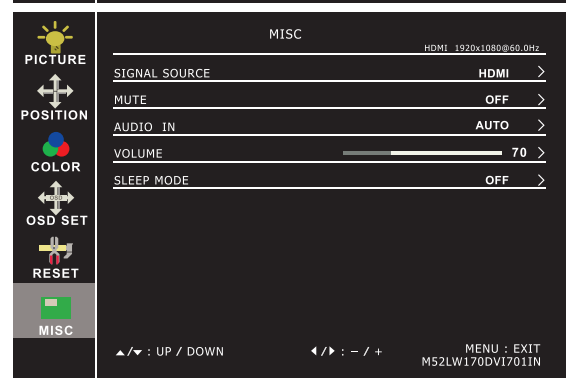 MISC
HDMI 1920x1080@60.0Hz
PICTURE
POSITION
COLOR
OSD
OSD SET
RESET
MISC
SIGNAL SOURCE HDMI >
MUTE OFF >
AUDIO IN AUTO >
VOLUME 70 >
SLEEP MODE OFF >
▲/▼ : UP / DOWN ◀/▶ : - / + MENU : EXIT
M52LW170DVI701IN